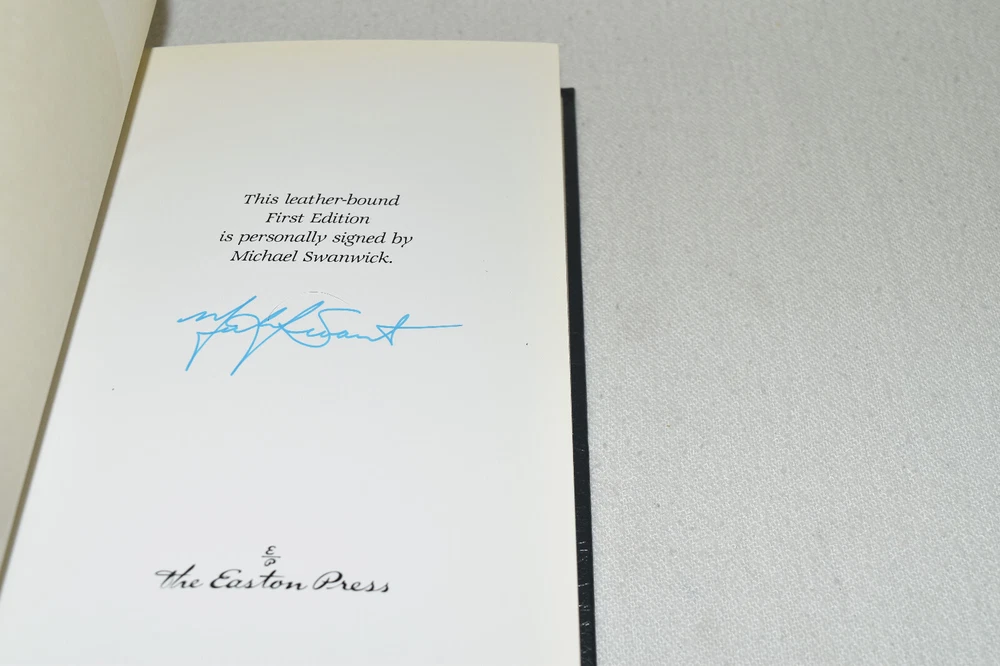 This leather-bound
First Edition
is personally signed by
Michael Swanwick.
E
P
the Easton Press